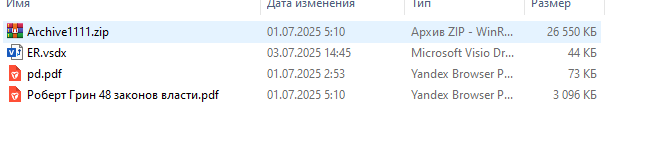 Имя Дата изменения Тип Размер
Archive1111.zip 01.07.2025 5:10 Архив ZIP - WinR... 26 550 КБ
ER.vsdx 03.07.2025 14:45 Microsoft Visio Dr... 44 КБ
pd.pdf 01.07.2025 2:53 Yandex Browser P... 73 КБ
Роберт Грин 48 законов власти.pdf 01.07.2025 5:10 Yandex Browser P... 3 096 КБ